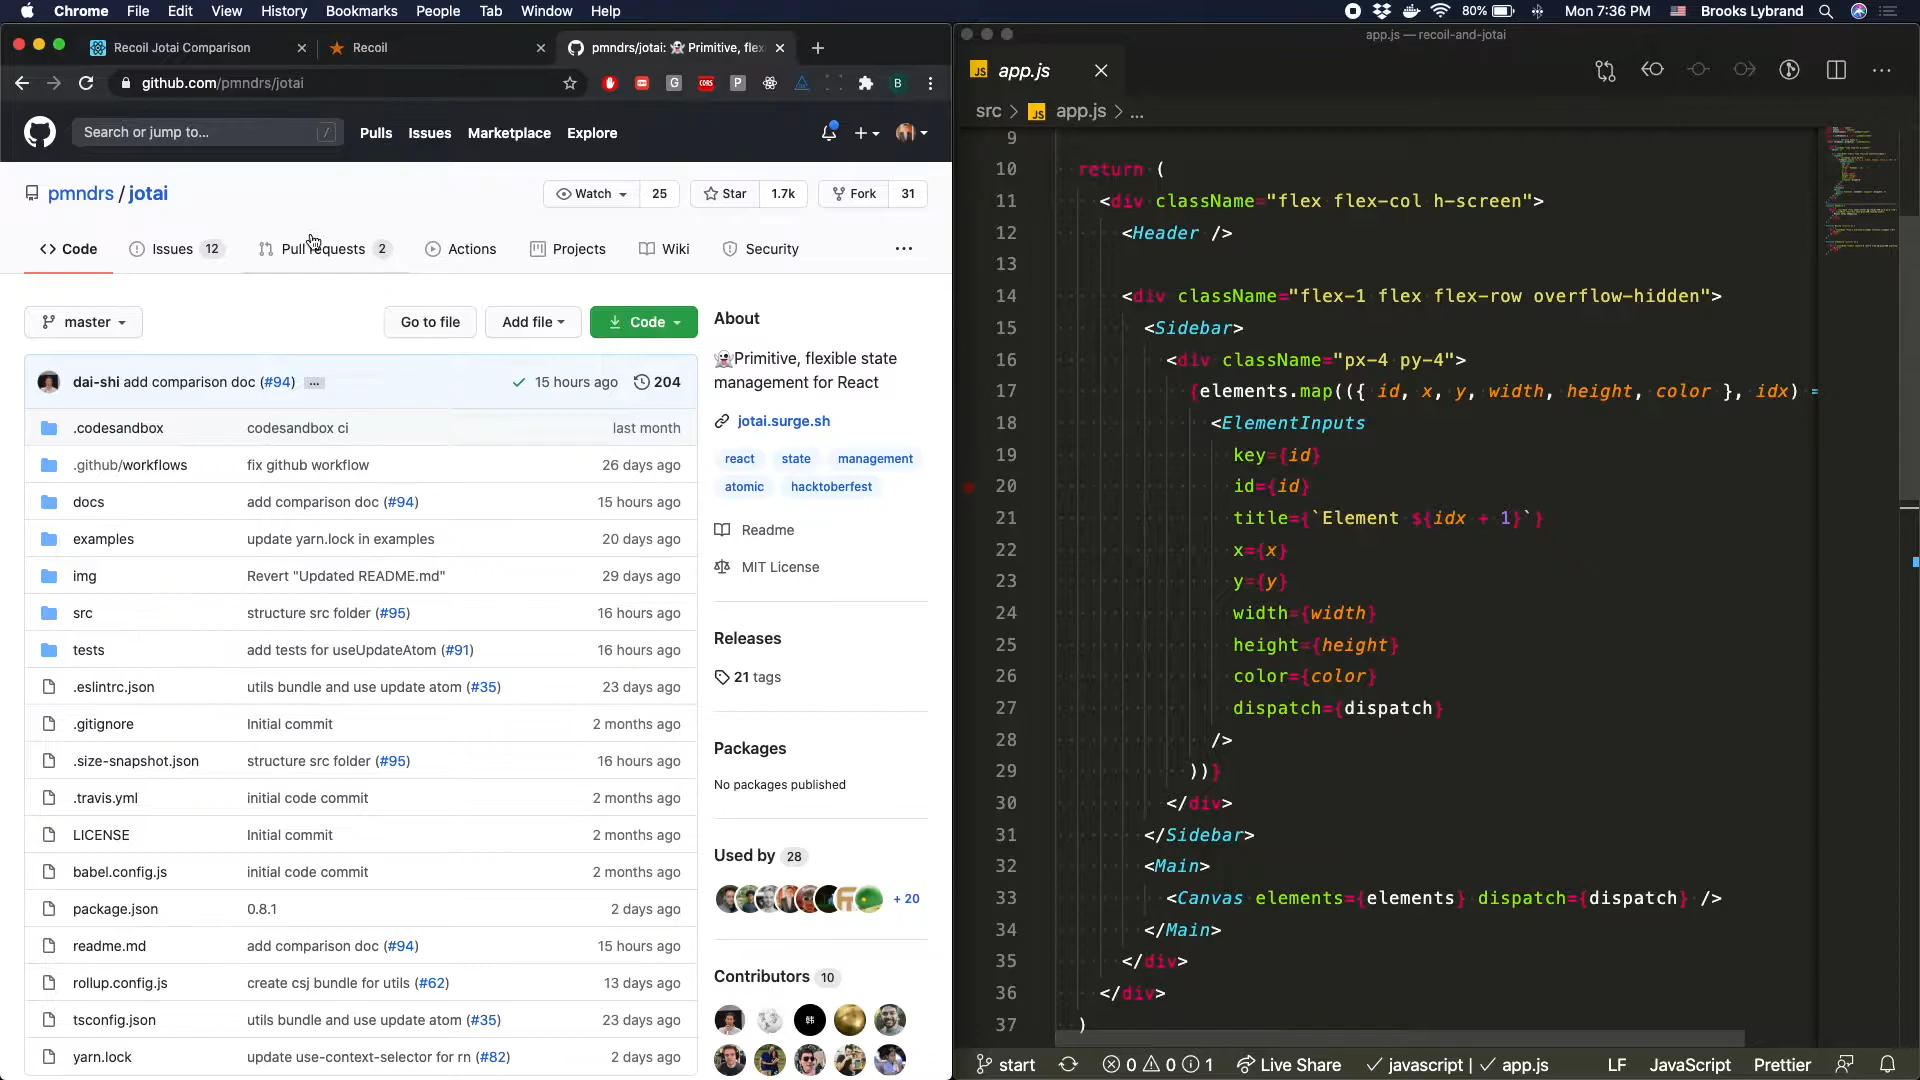 Chrome File Edit View History Bookmarks People Tab Window Help
80% Mon 7:36 PM Brooks Lybrand
Recoil Jotai Comparison
Recoil
pmndrs/jotai: 👻 Primitive, flex
github.com/pmndrs/jotai
G CORS P B
Search or jump to... /
Pulls Issues Marketplace Explore
pmndrs / jotai
Watch 25 Star 1.7k Fork 31
Code Issues 12 Pull requests 2 Actions Projects Wiki Security
master Go to file Add file Code
dai-shi add comparison doc (#94) ... 15 hours ago 204
.codesandbox codesandbox ci last month
.github/workflows fix github workflow 26 days ago
docs add comparison doc (#94) 15 hours ago
examples update yarn.lock in examples 20 days ago
img Revert "Updated README.md" 29 days ago
src structure src folder (#95) 16 hours ago
tests add tests for useUpdateAtom (#91) 16 hours ago
.eslintrc.json utils bundle and use update atom (#35) 23 days ago
.gitignore Initial commit 2 months ago
.size-snapshot.json structure src folder (#95) 16 hours ago
.travis.yml initial code commit 2 months ago
LICENSE Initial commit 2 months ago
babel.config.js initial code commit 2 months ago
package.json 0.8.1 2 days ago
readme.md add comparison doc (#94) 15 hours ago
rollup.config.js create csj bundle for utils (#62) 13 days ago
tsconfig.json utils bundle and use update atom (#35) 23 days ago
yarn.lock update use-context-selector for rn (#82) 2 days ago
About
👻Primitive, flexible state
management for React
jotai.surge.sh
react state management
atomic hacktoberfest
Readme
MIT License
Releases
21 tags
Packages
No packages published
Used by 28
+ 20
Contributors 10
app.js — recoil-and-jotai
JS app.js
src > JS app.js > ...
9
10 return (
11 <div className="flex flex-col h-screen">
12 <Header />
13
14 <div className="flex-1 flex flex-row overflow-hidden">
15 <Sidebar>
16 <div className="px-4 py-4">
17 {elements.map(({ id, x, y, width, height, color }, idx) =
18 <ElementInputs
19 key={id}
20 id={id}
21 title={`Element ${idx + 1}`}
22 x={x}
23 y={y}
24 width={width}
25 height={height}
26 color={color}
27 dispatch={dispatch}
28 />
29 ))}
30 </div>
31 </Sidebar>
32 <Main>
33 <Canvas elements={elements} dispatch={dispatch} />
34 </Main>
35 </div>
36 </div>
37 )
start 0 0 1 Live Share javascript | app.js LF JavaScript Prettier